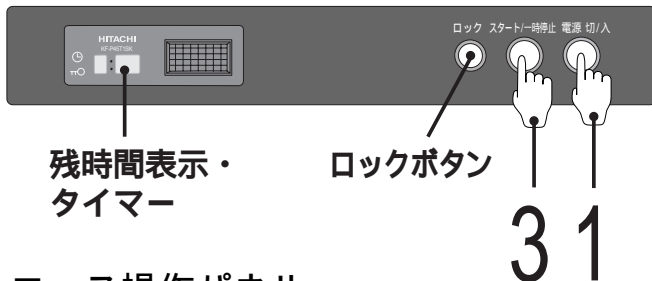 ロック スタート/一時停止 電源 切/入
HITACHI
KF-P46T1SK
残時間表示・
タイマー
ロックボタン
3 1